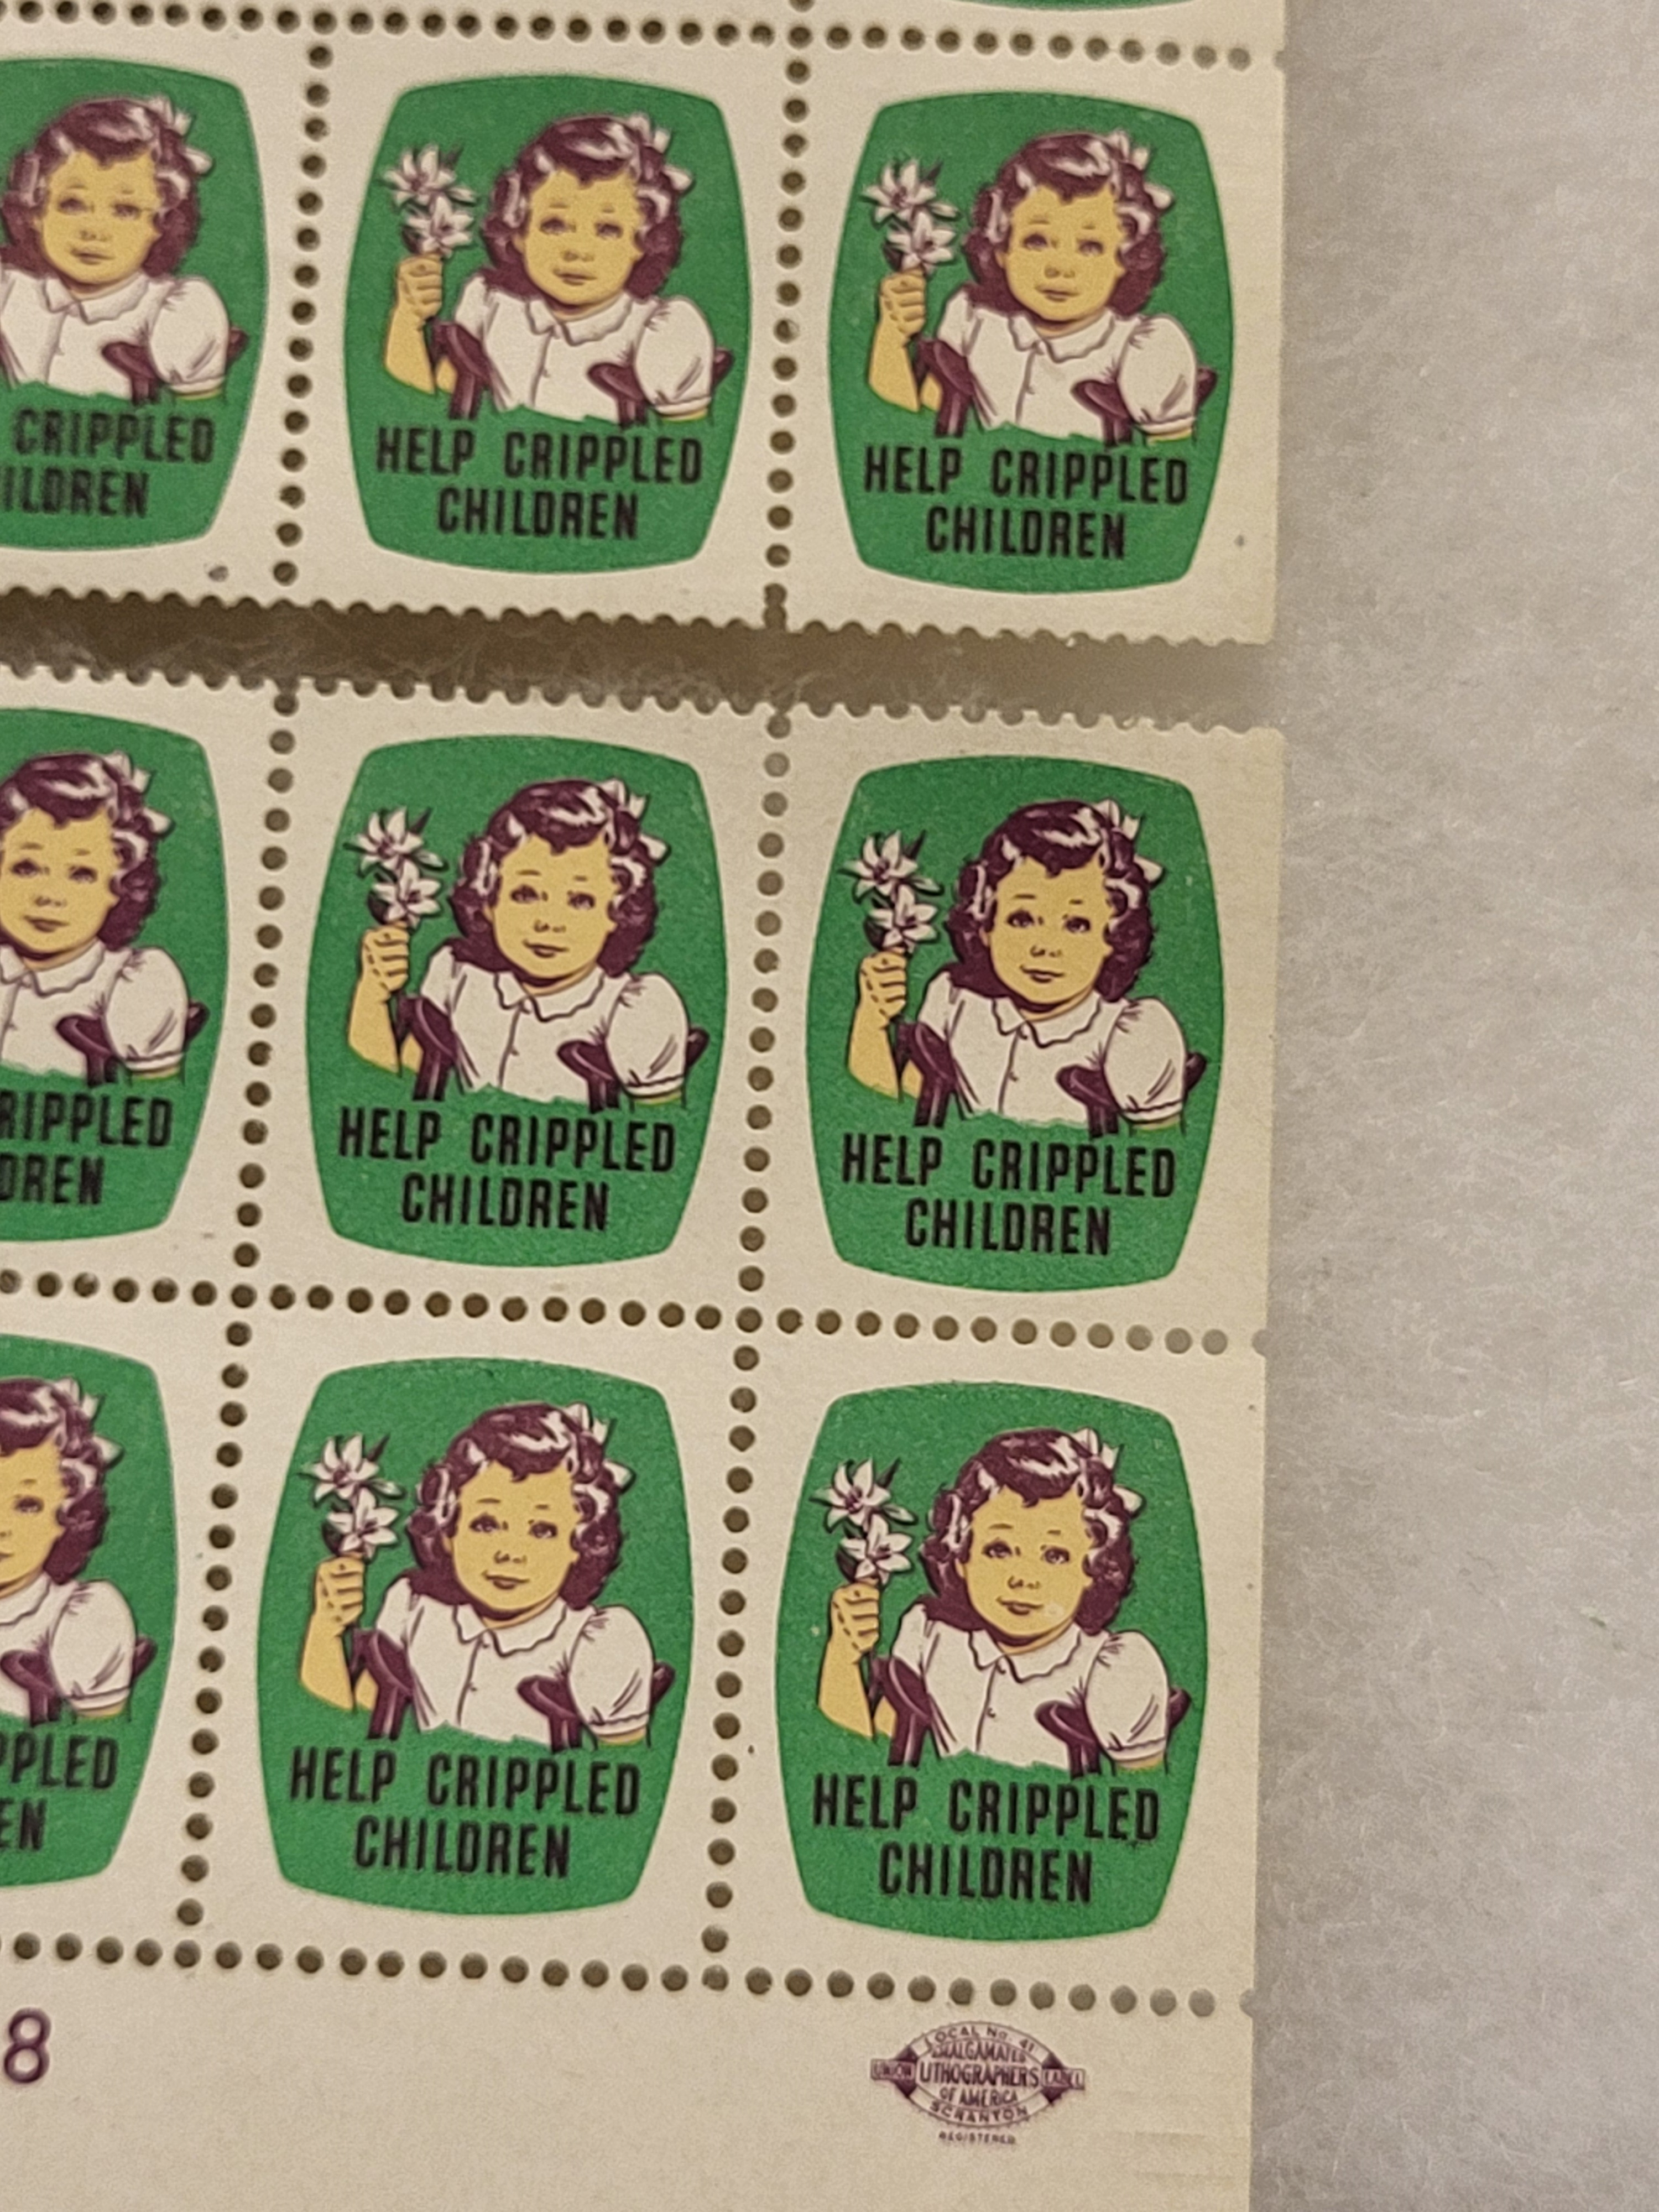 CRIPPLED
ILDREN
HELP CRIPPLED
CHILDREN
HELP CRIPPLED
CHILDREN
RIPPLED
DREN
HELP CRIPPLED
CHILDREN
HELP CRIPPLED
CHILDREN
PPLED
EN
HELP CRIPPLED
CHILDREN
HELP CRIPPLED
CHILDREN
8
LOCAL No. 41
AMALGAMATED
UNION LITHOGRAPHERS LABEL
OF AMERICA
SCRANTON
REGISTERED